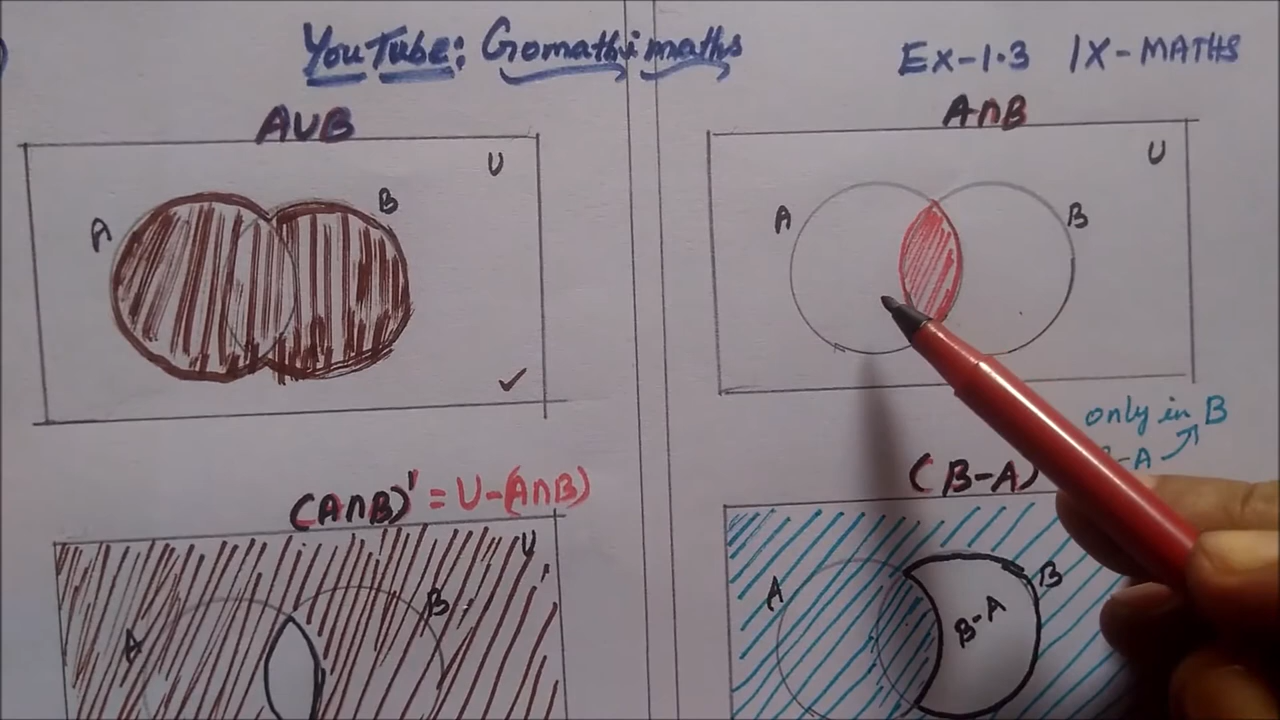 YouTube: Gomathi maths
Ex-1.3 IX-MATHS
A∪B
U
A
B
✓
A∩B
U
A
B
(A∩B)' = U-(A∩B)
U
A
B
only in B
B-A
(B-A)
A
B
B-A